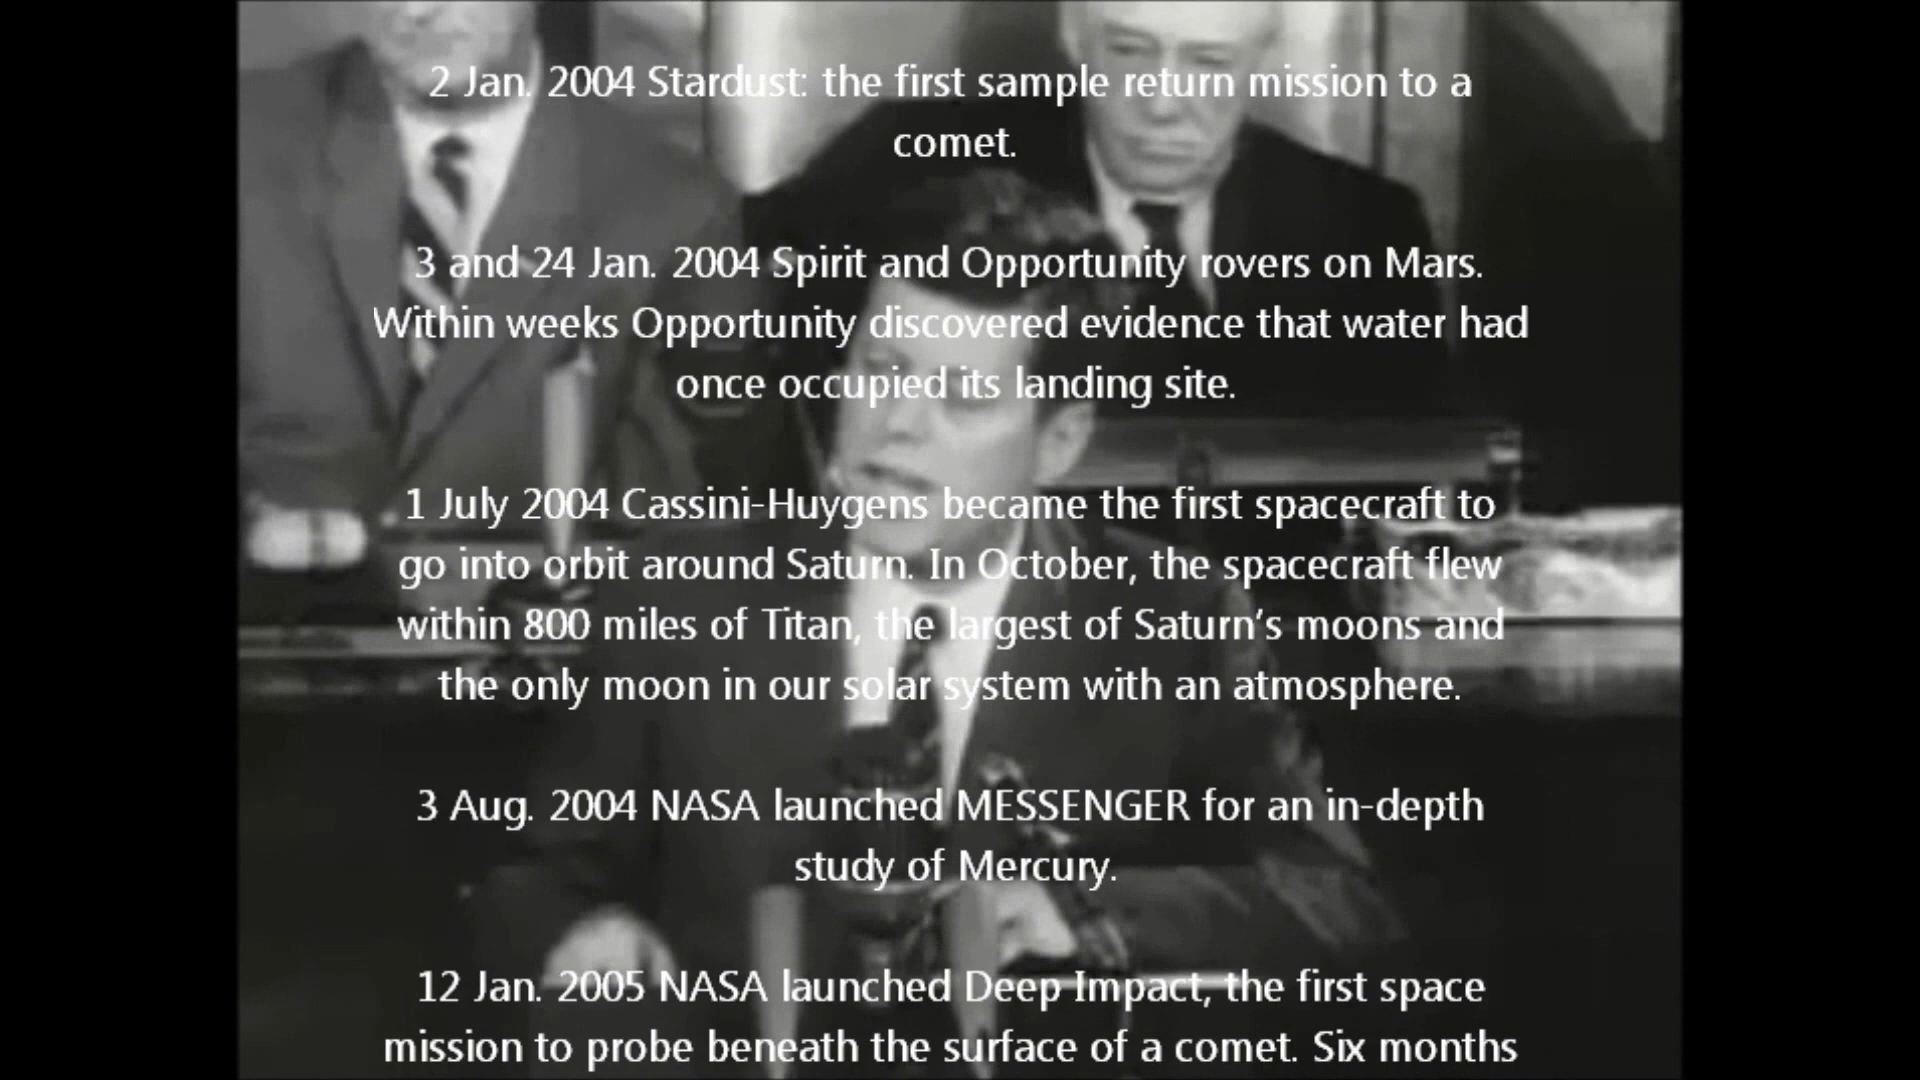 2 Jan. 2004 Stardust: the first sample return mission to a
comet.
3 and 24 Jan. 2004 Spirit and Opportunity rovers on Mars.
Within weeks Opportunity discovered evidence that water had
once occupied its landing site.
1 July 2004 Cassini-Huygens became the first spacecraft to
go into orbit around Saturn. In October, the spacecraft flew
within 800 miles of Titan, the largest of Saturn’s moons and
the only moon in our solar system with an atmosphere.
3 Aug. 2004 NASA launched MESSENGER for an in-depth
study of Mercury.
12 Jan. 2005 NASA launched Deep Impact, the first space
mission to probe beneath the surface of a comet. Six months